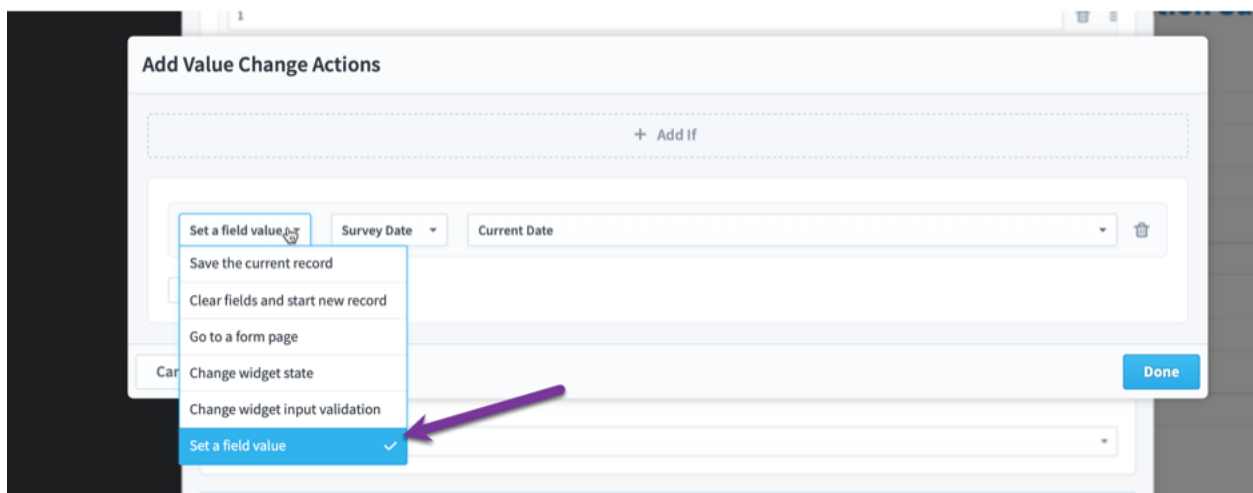 1
Add Value Change Actions
+ Add If
Set a field value Survey Date Current Date
Save the current record
Clear fields and start new record
Go to a form page
Change widget state
Car Done
Change widget input validation
Set a field value